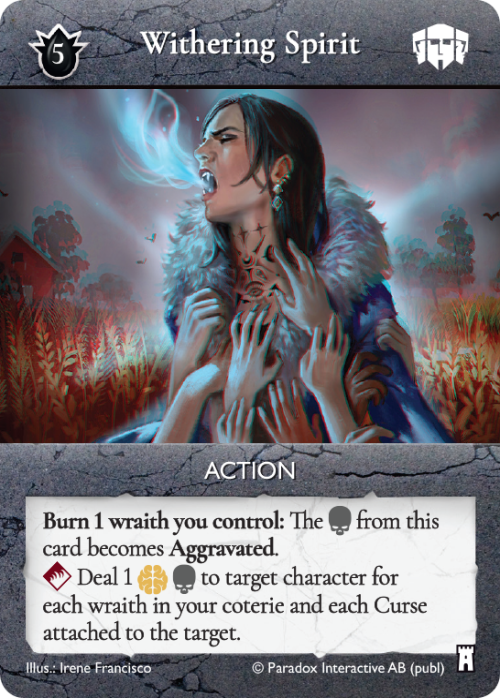 5
Withering Spirit
ACTION
Burn 1 wraith you control: The from this
card becomes Aggravated.
Deal 1 to target character for
each wraith in your coterie and each Curse
attached to the target.
Illus.: Irene Francisco
© Paradox Interactive AB (publ)